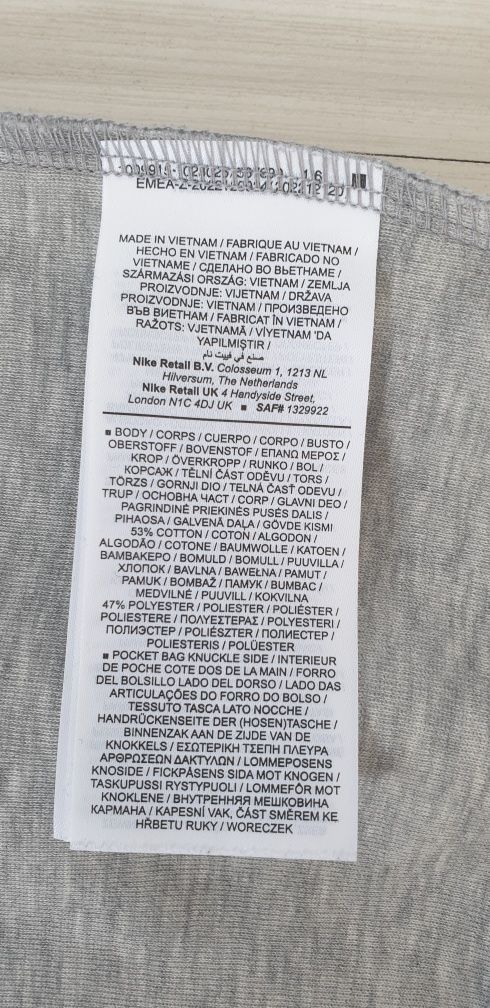 MADE IN VIETNAM / FABRIQUE AU VIETNAM /
HECHO EN VIETNAM / FABRICADO NO
VIETNAME / СДЕЛАНО ВО ВЬЕТНАМЕ /
SZÁRMAZÁSI ORSZÁG: VIETNAM / ZEMLJA
PROIZVODNJE: VIJETNAM / DRŽAVA
PROIZVODNJE: VIETNAM / ПРОИЗВЕДЕНО
ВЪВ ВИЕТНАМ / FABRICAT ÎN VIETNAM /
RAŽOTS: VJETNAMĀ / VİYETNAM 'DA
YAPILMIŞTIR /
صنع في فييت نام
Nike Retail B.V. Colosseum 1, 1213 NL
Hilversum, The Netherlands
Nike Retail UK 4 Handyside Street,
London N1C 4DJ UK ■ SAF# 1329922
■ BODY / CORPS / CUERPO / CORPO / BUSTO /
OBERSTOFF / BOVENSTOF / ΕΠΑΝΩ ΜΕΡΟΣ /
KROP / ÖVERKROPP / RUNKO / BOL /
КОРСАЖ / TĚLNÍ ČÁST ODĚVU / TORS /
TÖRZS / GORNJI DIO / TELNÁ ČASŤ ODEVU /
TRUP / ОСНОВНА ЧАСТ / CORP / GLAVNI DEO /
PAGRINDINĖ PRIEKINĖS PUSĖS DALIS /
PIHAOSA / GALVENĀ DAĻA / GÖVDE KISMI
53% COTTON / COTON / ALGODON /
ALGODÃO / COTONE / BAUMWOLLE / KATOEN /
ΒΑΜΒΑΚΕΡΟ / BOMULD / BOMULL / PUUVILLA /
ХЛОПОК / BAVLNA / BAWEŁNA / PAMUT /
PAMUK / BOMBAŽ / ПАМУК / BUMBAC /
MEDVILNĖ / PUUVILL / KOKVILNA
47% POLYESTER / POLIESTER / POLIÉSTER /
POLIESTERE / ΠΟΛΥΕΣΤΕΡΑΣ / POLYESTERI /
ПОЛИЭСТЕР / POLIÉSZTER / ПОЛИЕСТЕР /
POLIESTERIS / POLÜESTER
■ POCKET BAG KNUCKLE SIDE / INTERIEUR
DE POCHE COTE DOS DE LA MAIN / FORRO
DEL BOLSILLO LADO DEL DORSO / LADO DAS
ARTICULAÇÕES DO FORRO DO BOLSO /
TESSUTO TASCA LATO NOCCHE /
HANDRÜCKENSEITE DER (HOSEN)TASCHE /
BINNENZAK AAN DE ZIJDE VAN DE
KNOKKELS / ΕΣΩΤΕΡΙΚΗ ΤΣΕΠΗ ΠΛΕΥΡΑ
ΑΡΘΡΩΣΕΩΝ ΔΑΚΤΥΛΩΝ / LOMMEPOSENS
KNOSIDE / FICKPÅSENS SIDA MOT KNOGEN /
TASKUPUSSI RYSTYPUOLI / LOMMEFÔR MOT
KNOKLENE / ВНУТРЕННЯЯ МЕШКОВИНА
КАРМАНА / KAPESNÍ VAK, ČÁST SMĚREM KE
HŘBETU RUKY / WORECZEK